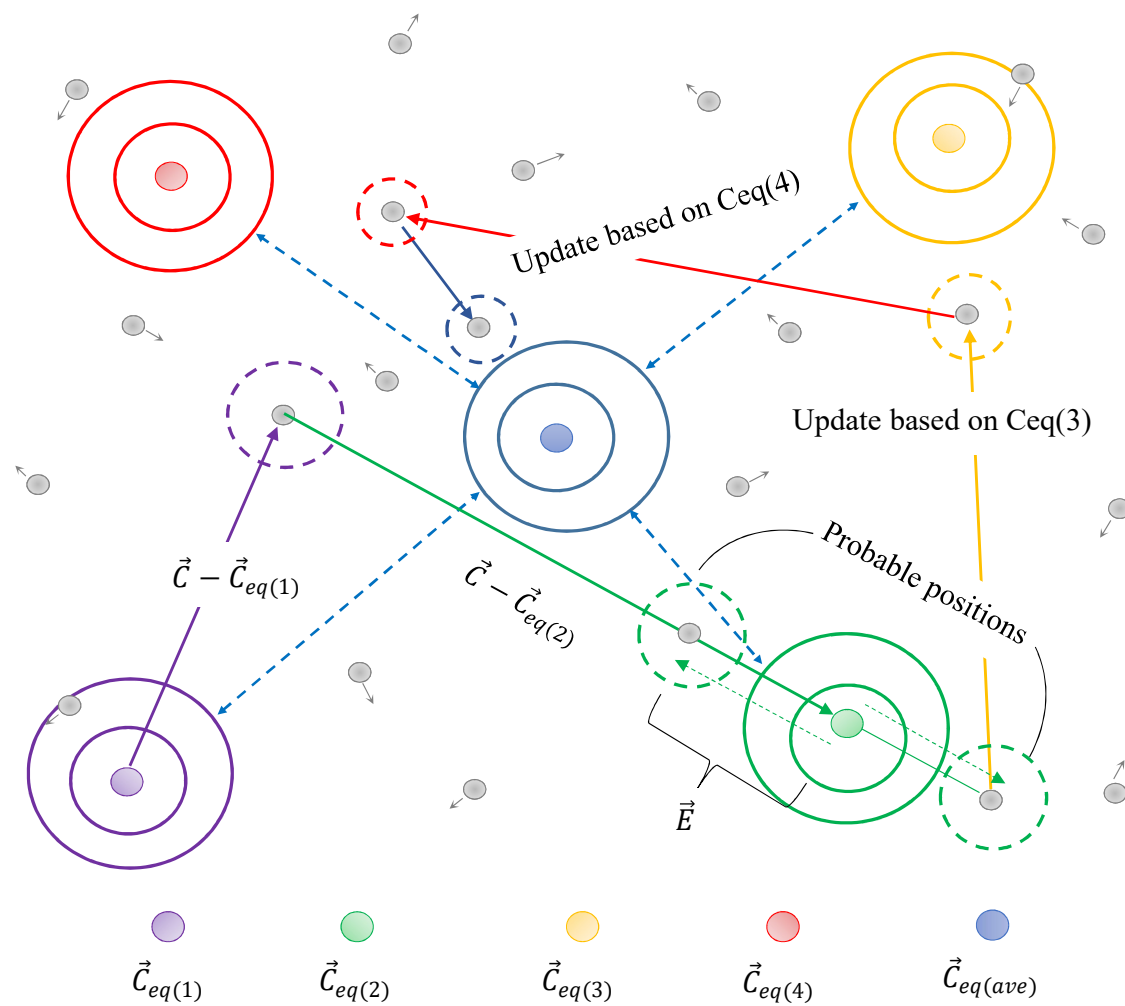 Update based on Ceq(4)
Update based on Ceq(3)
Probable positions
C⃗ − C⃗eq(1)
C⃗ − C⃗eq(2)
E⃗
C⃗eq(1)
C⃗eq(2)
C⃗eq(3)
C⃗eq(4)
C⃗eq(ave)